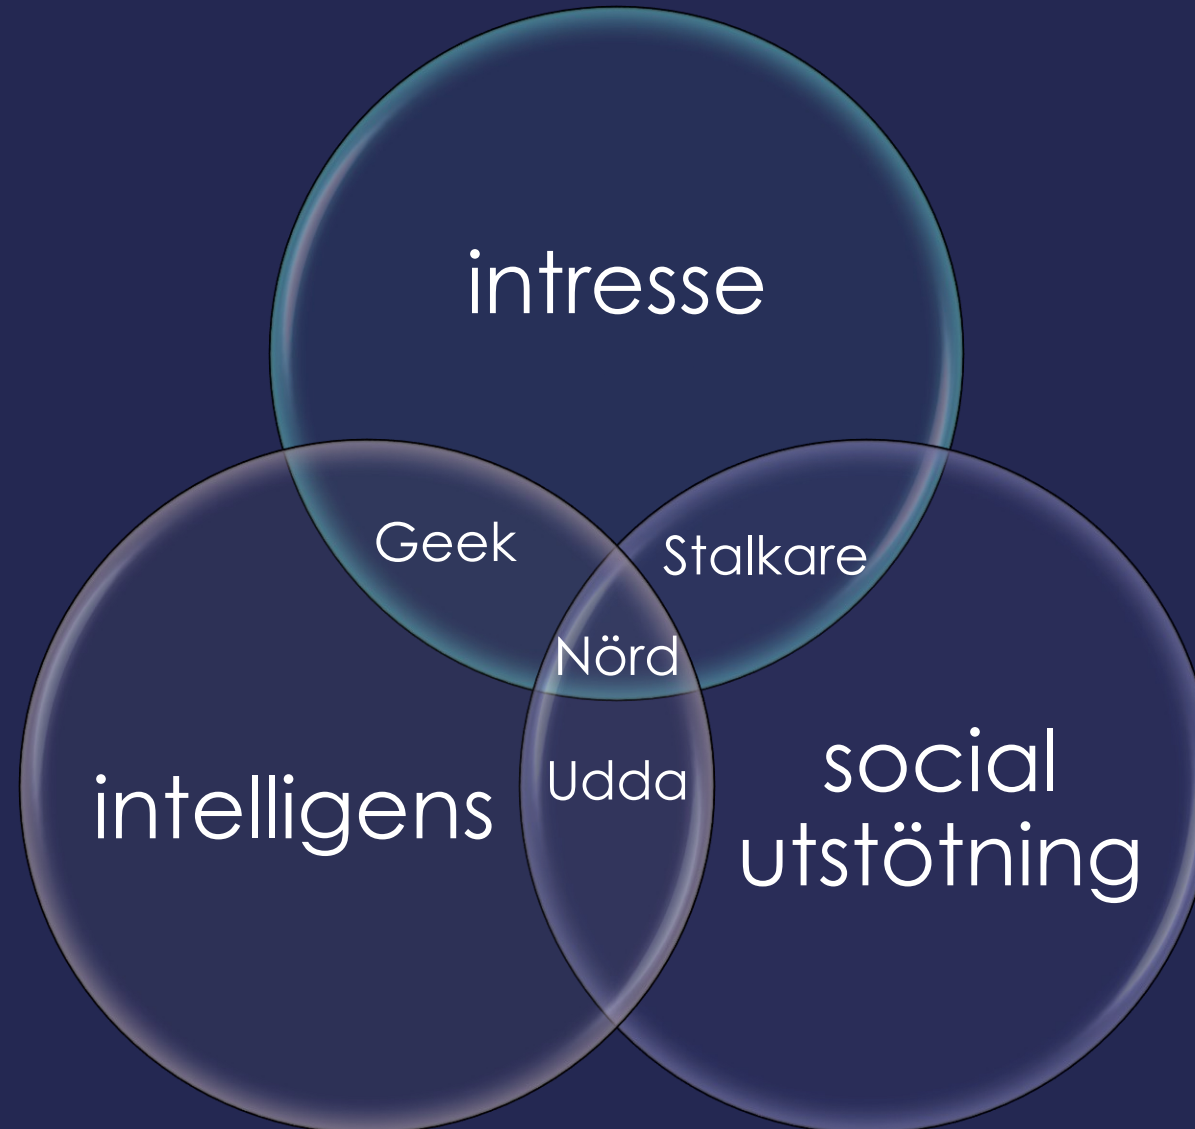 intresse
Geek
Stalkare
Nörd
Udda
intelligens
social
utstötning